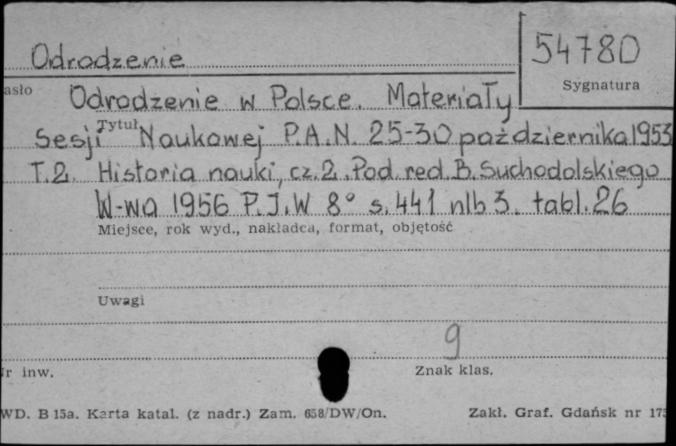 Odrodzenie
54780
asło
Sygnatura
Odrodzenie w Polsce. Materiały
Tytuł
Sesji Naukowej P.A.N. 25-30 października 1953
T.2. Historia nauki, cz. 2. Pod red. B. Suchodolskiego
W-wa 1956 P.I.W 8° s. 441 nlb 3. tabl. 26
Miejsce, rok wyd., nakładca, format, objętość
Uwagi
9
r inw.
Znak klas.
WD. B 15a. Karta katal. (z nadr.) Zam. 658/DW/On.
Zakł. Graf. Gdańsk nr 175